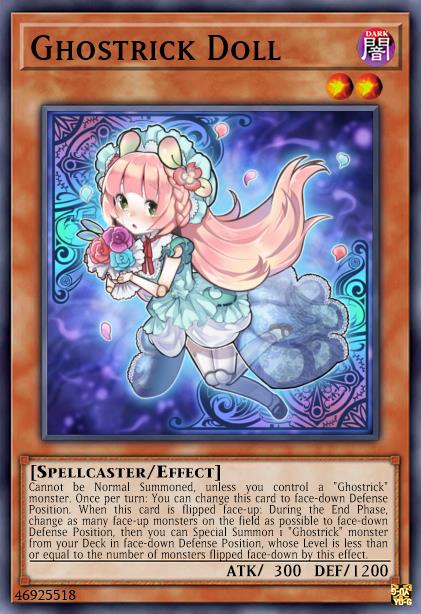 Ghostrick Doll
DARK
闇
[Spellcaster/Effect]
Cannot be Normal Summoned, unless you control a "Ghostrick"
monster. Once per turn: You can change this card to face-down Defense
Position. When this card is flipped face-up: During the End Phase,
change as many face-up monsters on the field as possible to face-down
Defense Position, then you can Special Summon 1 "Ghostrick" monster
from your Deck in face-down Defense Position, whose Level is less than
or equal to the number of monsters flipped face-down by this effect.
ATK/ 300 DEF/1200
46925518